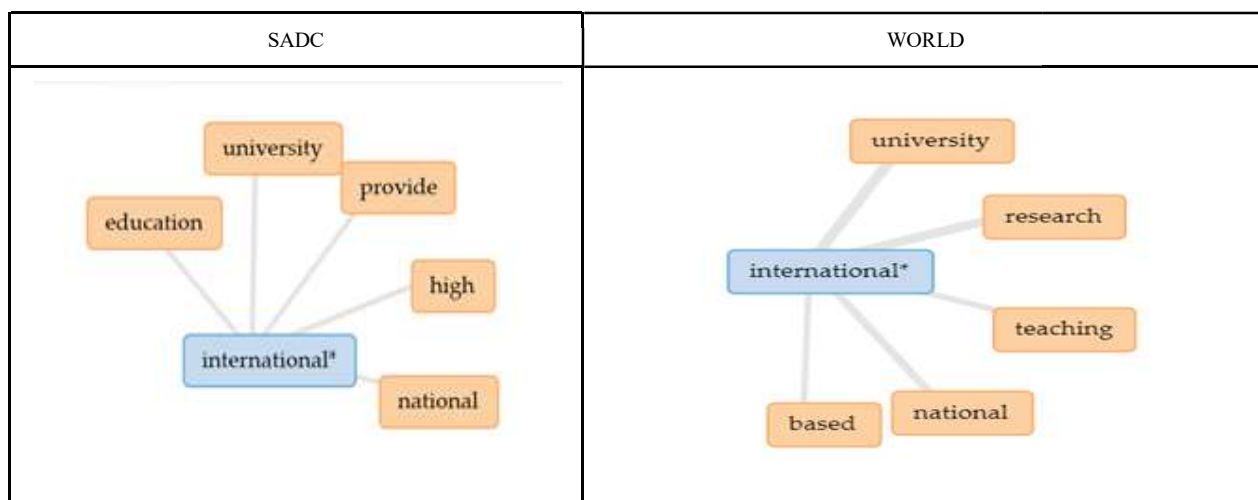 SADC
WORLD
university
provide
education
high
international*
national
university
research
international*
teaching
national
based